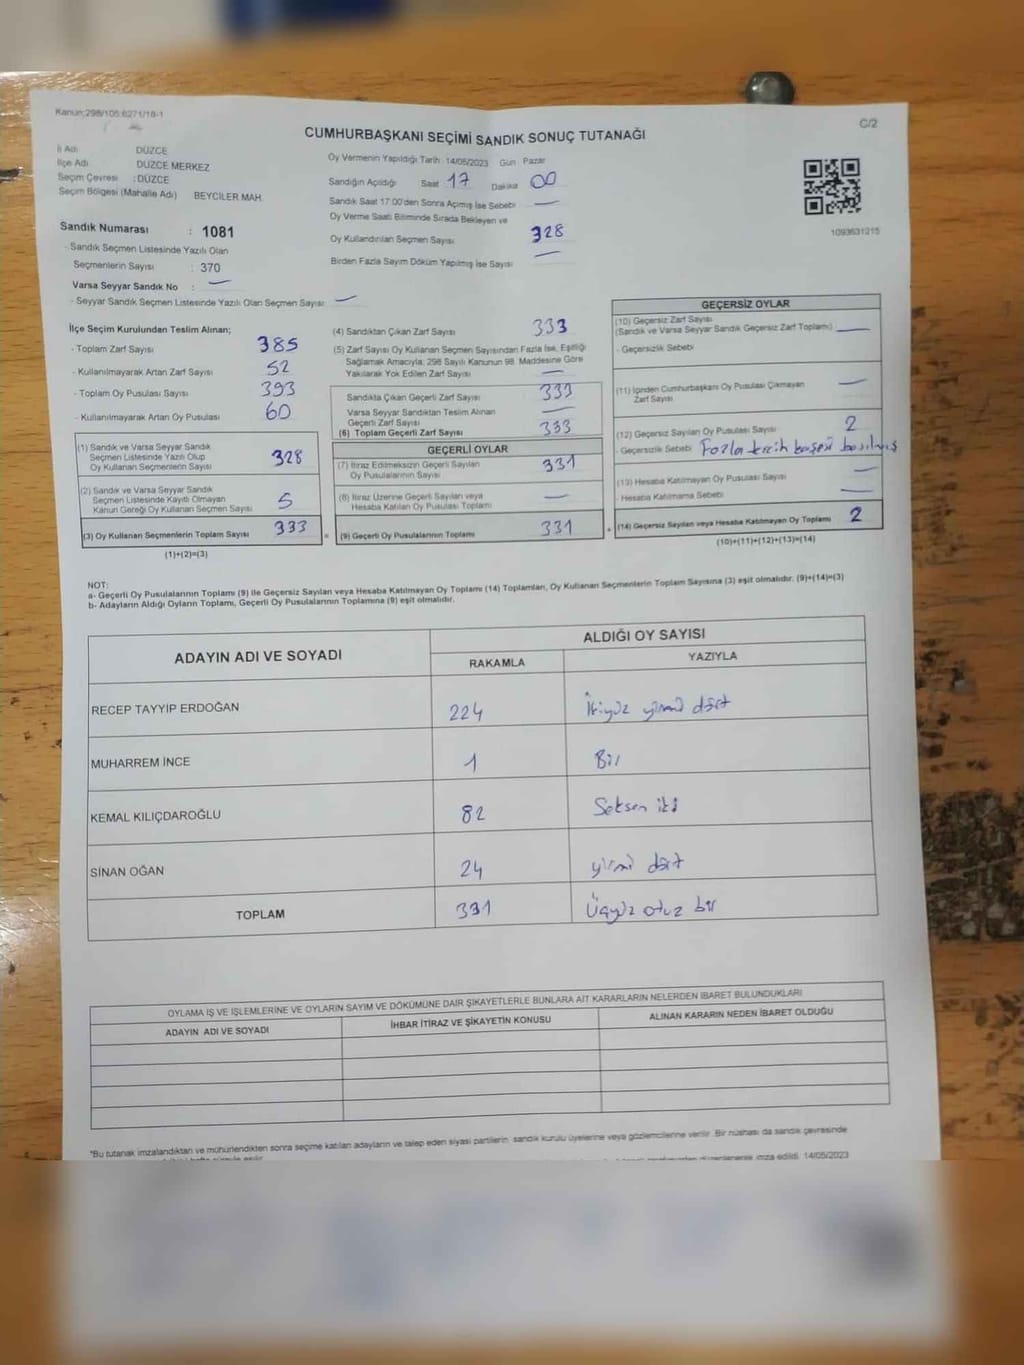 Kanun:298/105;6271/18-1
C/2
CUMHURBAŞKANI SEÇİMİ SANDIK SONUÇ TUTANAĞI
İl Adı DÜZCE
İlçe Adı DÜZCE MERKEZ
Seçim Çevresi : DÜZCE
Seçim Bölgesi (Mahalle Adı) BEYCİLER MAH.
Sandık Numarası : 1081
- Sandık Seçmen Listesinde Yazılı Olan
Seçmenlerin Sayısı : 370
Varsa Seyyar Sandık No : —
- Seyyar Sandık Seçmen Listesinde Yazılı Olan Seçmen Sayısı —
Oy Vermenin Yapıldığı Tarih 14/05/2023 Gün Pazar
Sandığın Açıldığı Saat 17 Dakika 00
Sandık Saat 17.00'den Sonra Açımış İse Sebebi —
Oy Verme Saati Bitiminde Sırada Bekleyen ve
Oy Kullandırılan Seçmen Sayısı 328
Birden Fazla Sayım Döküm Yapılmış İse Sayısı —
1093631215
İlçe Seçim Kurulundan Teslim Alınan;
- Toplam Zarf Sayısı 385
- Kullanılmayarak Artan Zarf Sayısı 52
- Toplam Oy Pusulası Sayısı 393
- Kullanılmayarak Artan Oy Pusulası 60
(1) Sandık ve Varsa Seyyar Sandık
Seçmen Listesinde Yazılı Olup
Oy Kullanan Seçmenlerin Sayısı 328
(2) Sandık ve Varsa Seyyar Sandık
Seçmen Listesinde Kayıtlı Olmayan
Kanun Gereği Oy Kullanan Seçmen Sayısı 5
(3) Oy Kullanan Seçmenlerin Toplam Sayısı 333
(1)+(2)=(3)
(4) Sandıktan Çıkan Zarf Sayısı 333
(5) Zarf Sayısı Oy Kullanan Seçmen Sayısından Fazla İse, Eşitliği
Sağlamak Amacıyla; 298 Sayılı Kanunun 98. Maddesine Göre
Yakılarak Yok Edilen Zarf Sayısı —
Sandıkta Çıkan Geçerli Zarf Sayısı 333
Varsa Seyyar Sandıktan Teslim Alınan
Geçerli Zarf Sayısı —
(6) Toplam Geçerli Zarf Sayısı 333
GEÇERLİ OYLAR
(7) İtiraz Edilmeksizin Geçerli Sayılan
Oy Pusulalarının Sayısı 331
(8) İtiraz Üzerine Geçerli Sayılan veya
Hesaba Katılan Oy Pusulası Toplamı —
= (9) Geçerli Oy Pusulalarının Toplamı 331
GEÇERSİZ OYLAR
(10) Geçersiz Zarf Sayısı
(Sandık ve Varsa Seyyar Sandık Geçersiz Zarf Toplamı) —
- Geçersizlik Sebebi
(11) İçinden Cumhurbaşkanı Oy Pusulası Çıkmayan
Zarf Sayısı —
(12) Geçersiz Sayılan Oy Pusulası Sayısı 2
- Geçersizlik Sebebi Fazla tercih kaşesi basılmış
(13) Hesaba Katılmayan Oy Pusulası Sayısı —
Hesaba Katılmama Sebebi —
+ (14) Geçersiz Sayılan veya Hesaba Katılmayan Oy Toplamı 2
(10)+(11)+(12)+(13)=(14)
NOT:
a- Geçerli Oy Pusulalarının Toplamı (9) ile Geçersiz Sayılan veya Hesaba Katılmayan Oy Toplamı (14) Toplamları, Oy Kullanan Seçmenlerin Toplam Sayısına (3) eşit olmalıdır. (9)+(14)=(3)
b- Adayların Aldığı Oyların Toplamı, Geçerli Oy Pusulalarının Toplamına (9) eşit olmalıdır.
ADAYIN ADI VE SOYADI
ALDIĞI OY SAYISI
RAKAMLA YAZIYLA
RECEP TAYYİP ERDOĞAN 224 İkiyüz yirmi dört
MUHARREM İNCE 1 Bir
KEMAL KILIÇDAROĞLU 82 Seksen iki
SİNAN OĞAN 24 yirmi dört
TOPLAM 331 Üçyüz otuz bir
OYLAMA İŞ VE İŞLEMLERİNE VE OYLARIN SAYIM VE DÖKÜMÜNE DAİR ŞİKAYETLERLE BUNLARA AİT KARARLARIN NELERDEN İBARET BULUNDUKLARI
ADAYIN ADI VE SOYADI İHBAR İTİRAZ VE ŞİKAYETİN KONUSU ALINAN KARARIN NEDEN İBARET OLDUĞU
*Bu tutanak imzalandıktan ve mühürlendikten sonra seçime katılan adayların ve talep eden siyasi partilerin, sandık kurulu üyelerine veya gözlemcilerine verilir. Bir nüshası da sandık çevresinde
imza edildi. 14/05/2023